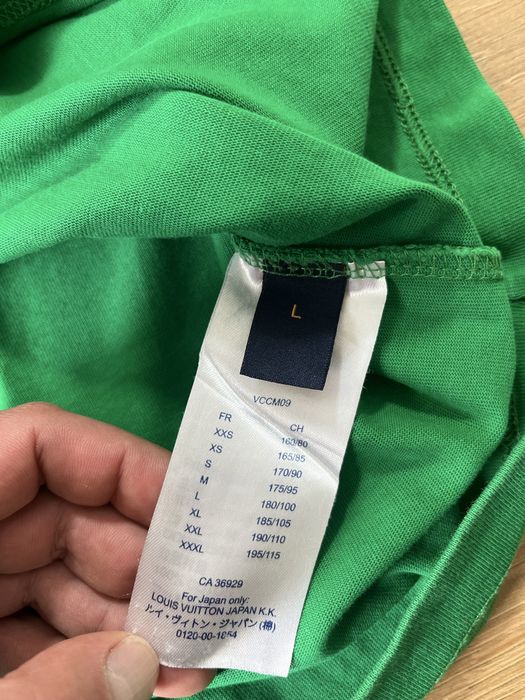 L
VCCM09
FR CH
XXS 160/80
XS 165/85
S 170/90
M 175/95
L 180/100
XL 185/105
XXL 190/110
XXXL 195/115
CA 36929
For Japan only:
LOUIS VUITTON JAPAN K.K.
ルイ・ヴィトン・ジャパン(株)
0120-00-1854